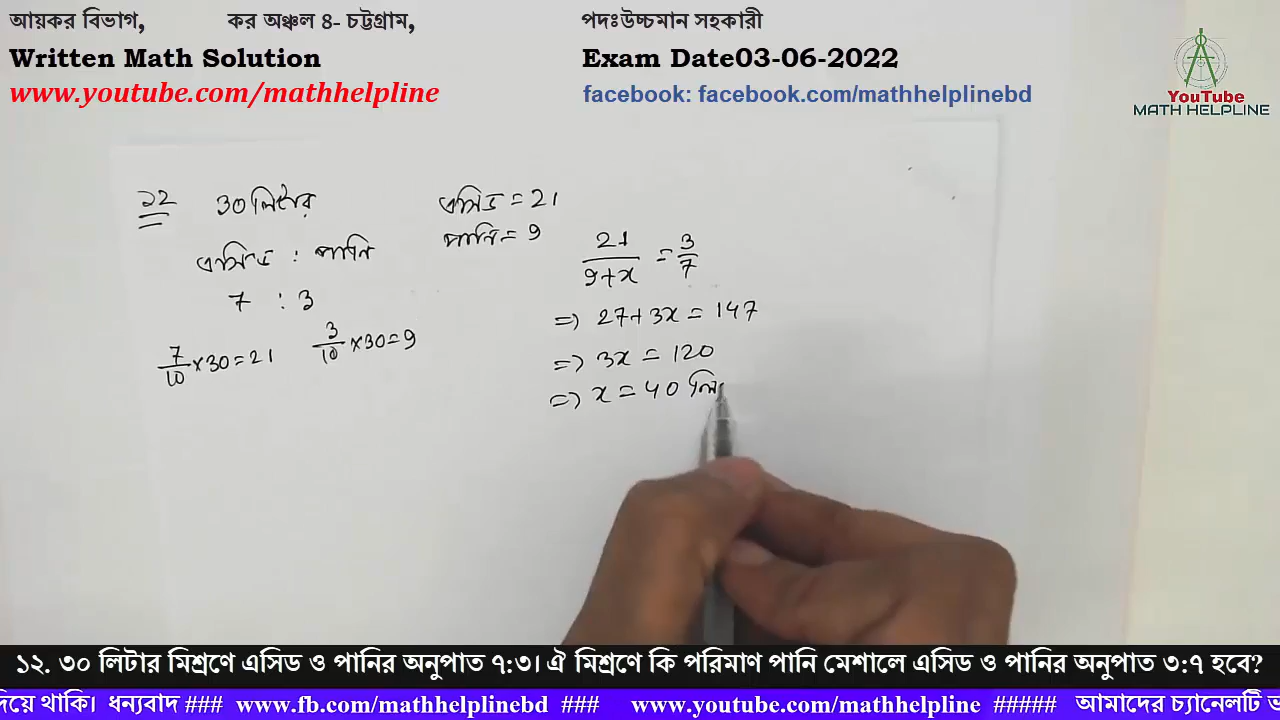 আয়কর বিভাগ, কর অঞ্চল ৪- চট্টগ্রাম, পদঃউচ্চমান সহকারী
Written Math Solution Exam Date03-06-2022
www.youtube.com/mathhelpline facebook: facebook.com/mathhelplinebd
YouTube
MATH HELPLINE
১২ 30 লিটার
এসিড : পানি
7 : 3
7/10 × 30 = 21 3/10 × 30 = 9
এসিড = 21
পানি = 9
21/9+x = 3/7
=> 27+3x = 147
=> 3x = 120
=> x = 40 লি
১২. ৩০ লিটার মিশ্রণে এসিড ও পানির অনুপাত ৭:৩। ঐ মিশ্রণে কি পরিমাণ পানি মেশালে এসিড ও পানির অনুপাত ৩:৭ হবে?
দিয়ে থাকি। ধন্যবাদ ### www.fb.com/mathhelplinebd ### www.youtube.com/mathhelpline ##### আমাদের চ্যানেলটি